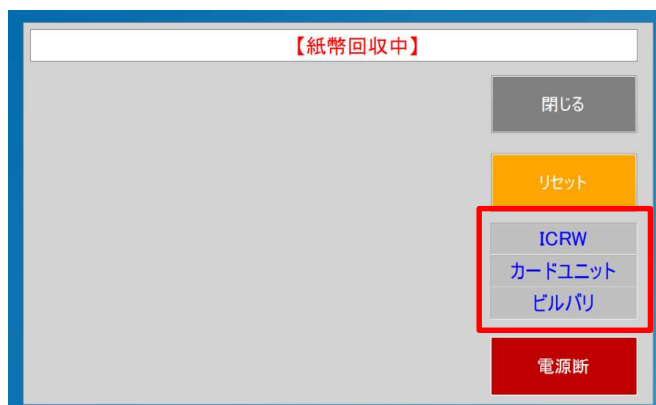 【紙幣回収中】
閉じる
リセット
ICRW
カードユニット
ビルバリ
電源断